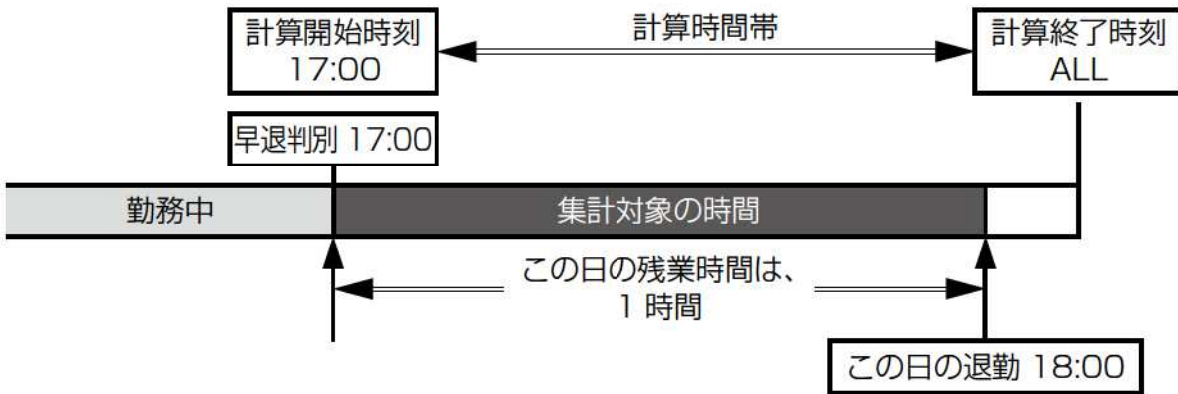 計算開始時刻
17:00
計算時間帯
計算終了時刻
ALL
早退判別 17:00
勤務中
集計対象の時間
この日の残業時間は、
1 時間
この日の退勤 18:00